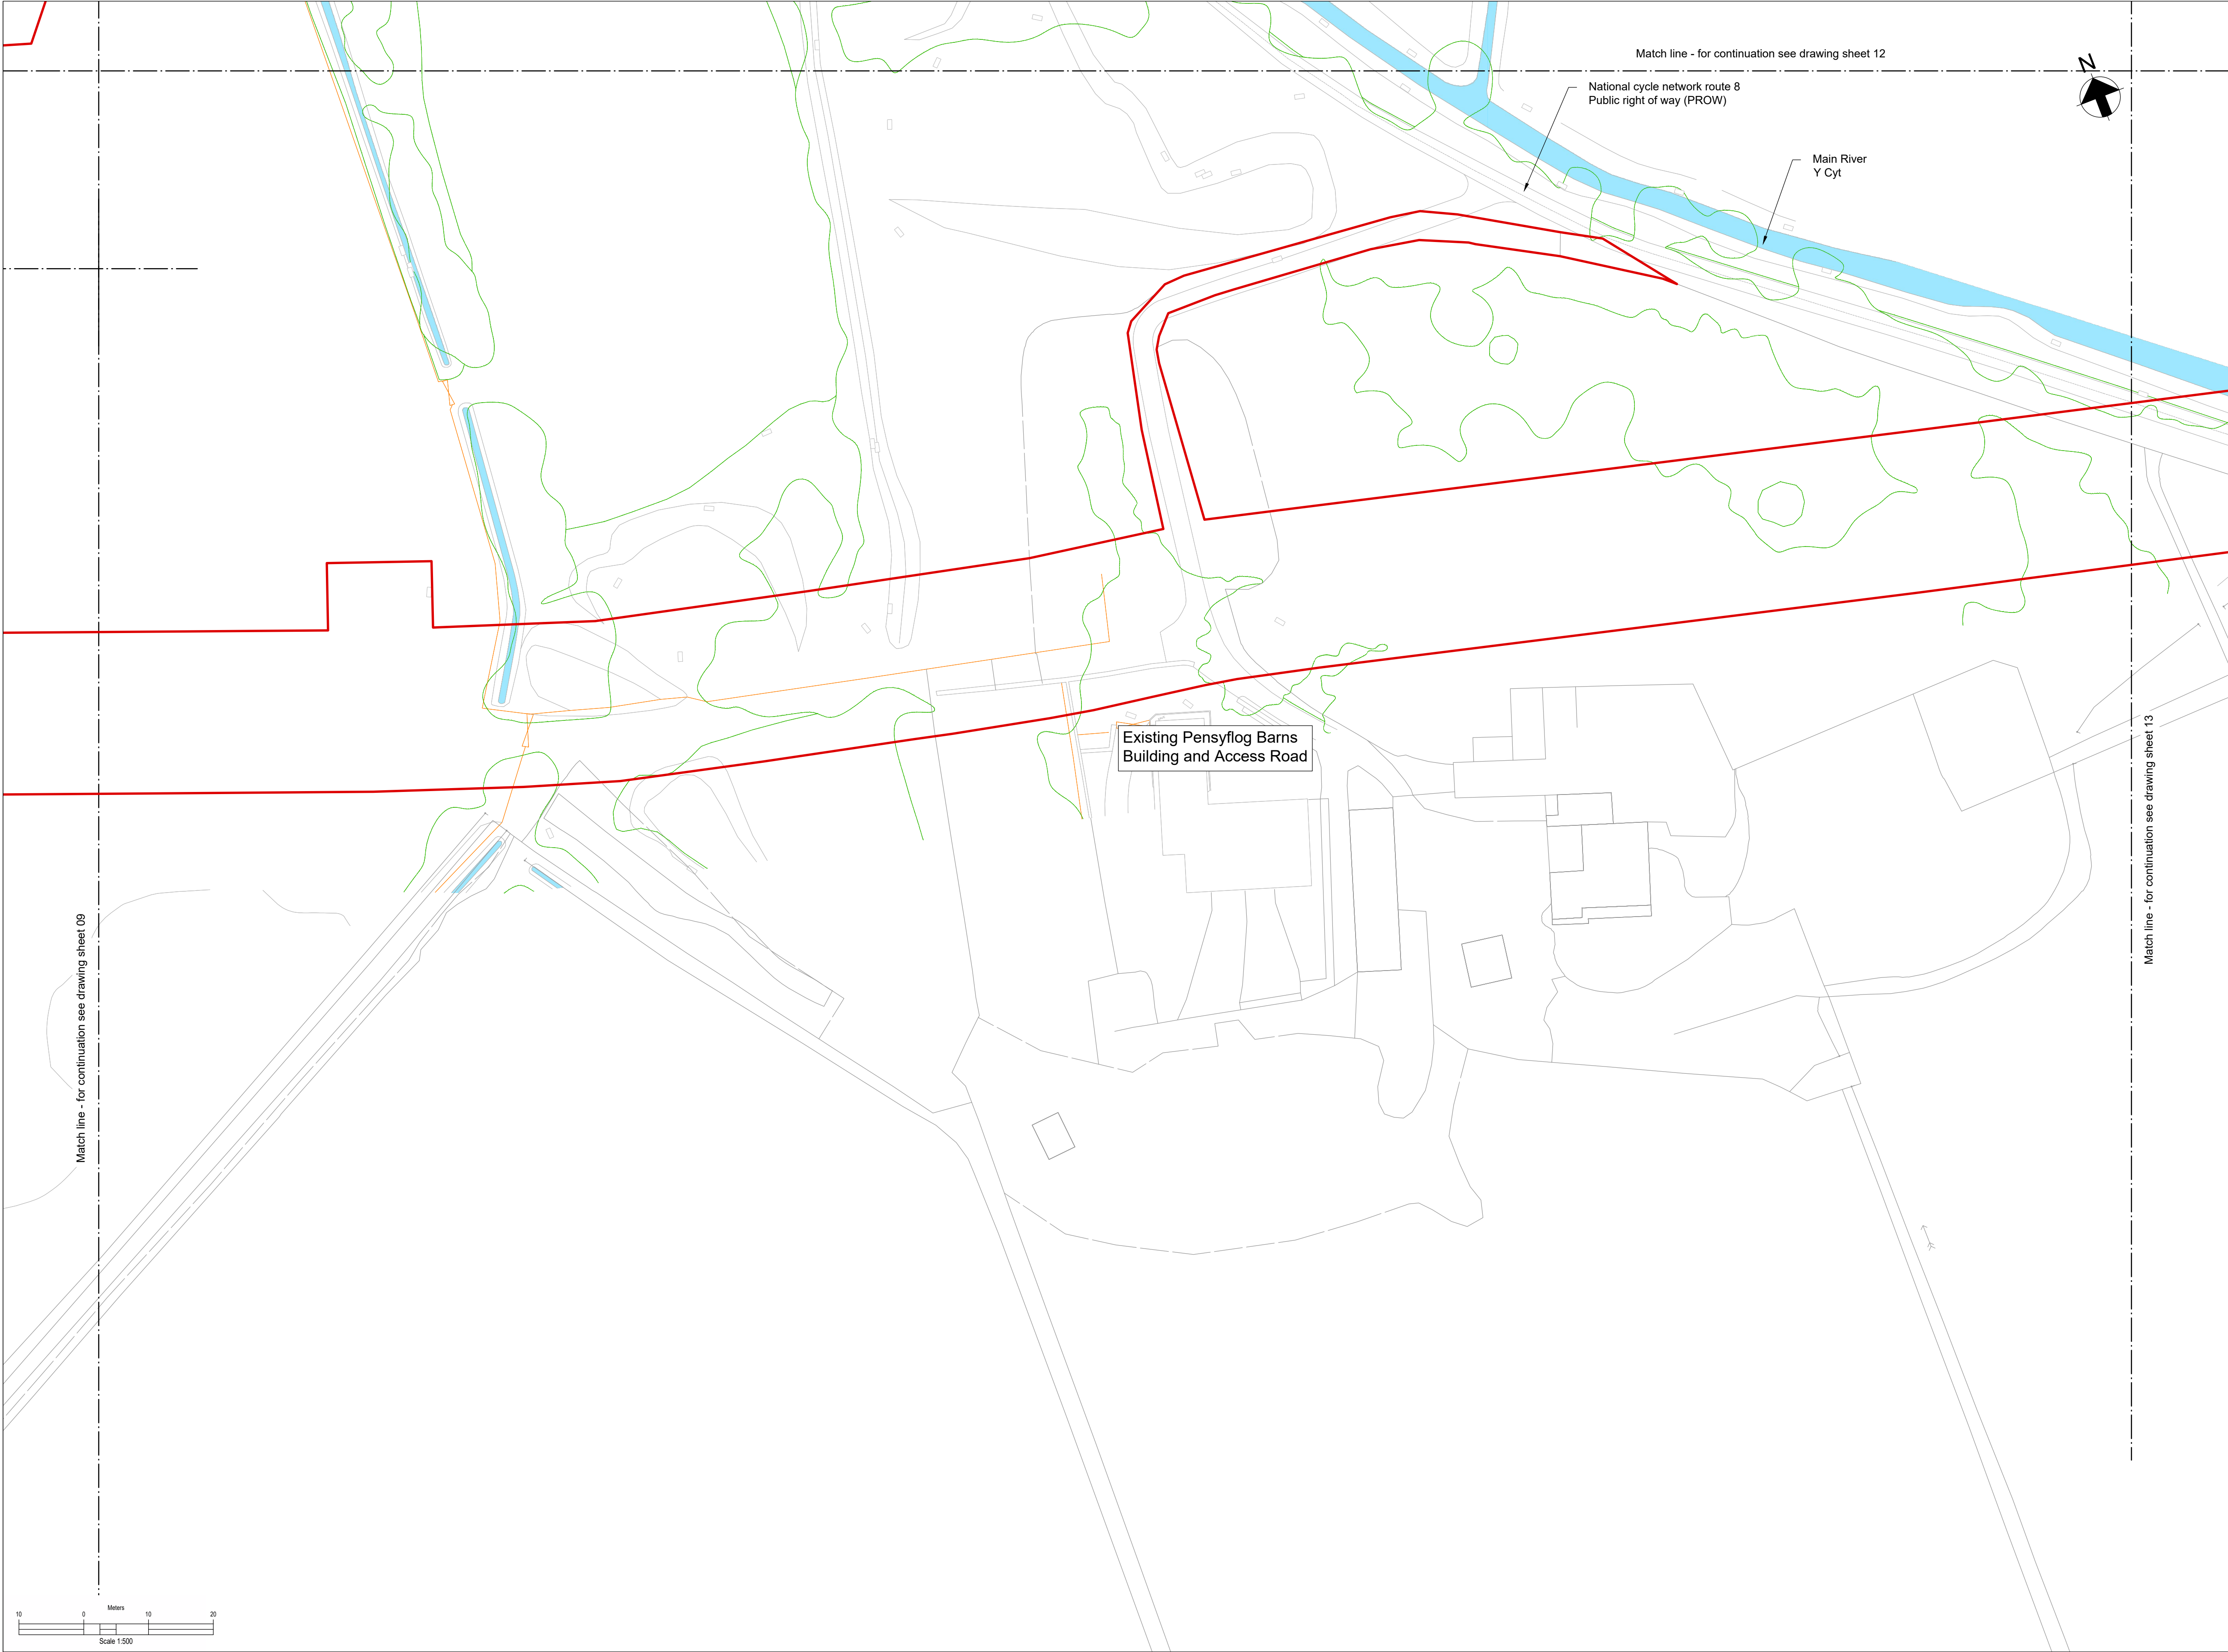 Match line - for continuation see drawing sheet 12
N
National cycle network route 8
Public right of way (PROW)
Main River
Y Cyt
Existing Pensyflog Barns
Building and Access Road
Match line - for continuation see drawing sheet 13
Match line - for continuation see drawing sheet 09
Meters
10 0 10 20
Scale 1:500